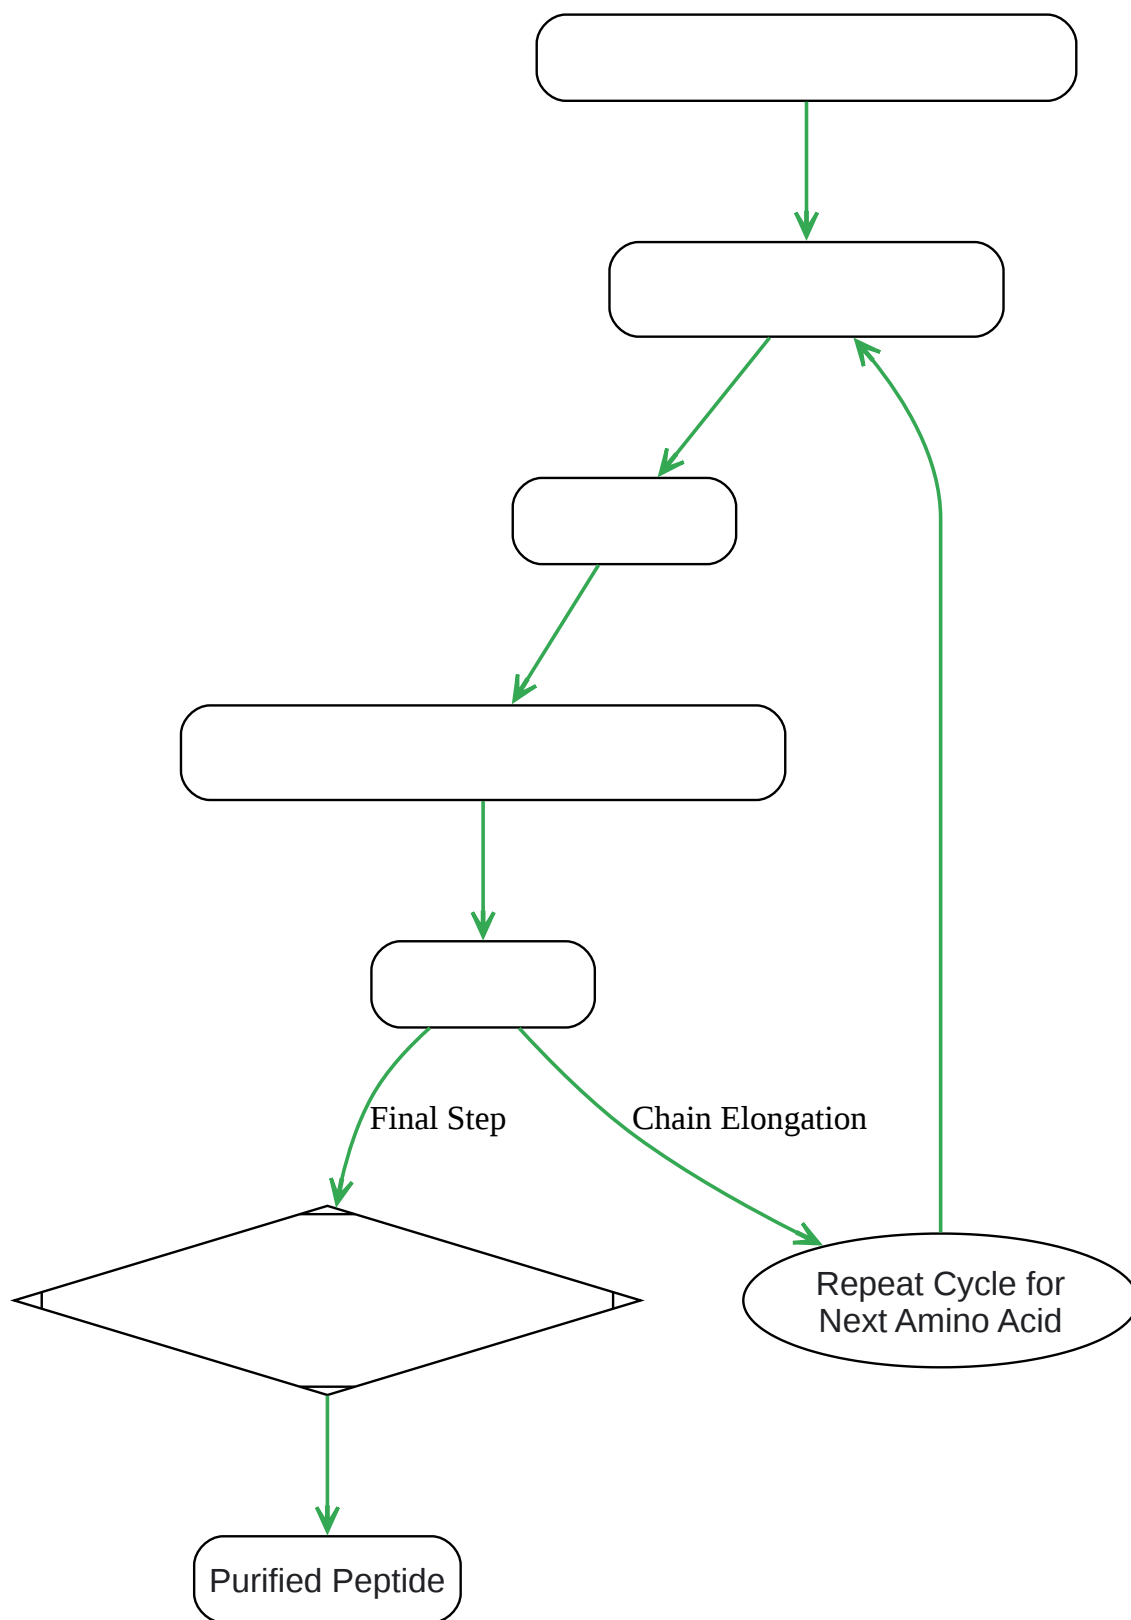 Final Step
Chain Elongation
Repeat Cycle for
Next Amino Acid
Purified Peptide